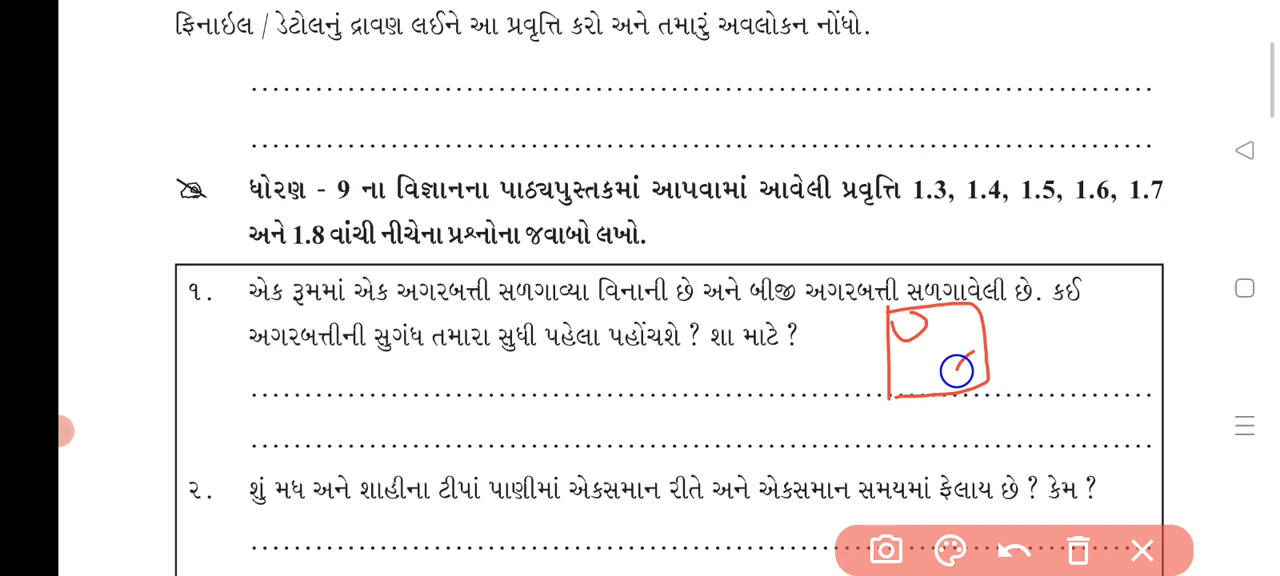 ફિનાઇલ / ડેટોલનું દ્રાવણ લઈને આ પ્રવૃત્તિ કરો અને તમારું અવલોકન નોંધો.
ધોરણ - 9 ના વિજ્ઞાનના પાઠ્યપુસ્તકમાં આપવામાં આવેલી પ્રવૃત્તિ 1.3, 1.4, 1.5, 1.6, 1.7
અને 1.8 વાંચી નીચેના પ્રશ્નોના જવાબો લખો.
૧. એક રૂમમાં એક અગરબત્તી સળગાવ્યા વિનાની છે અને બીજી અગરબત્તી સળગાવેલી છે. કઈ
અગરબત્તીની સુગંધ તમારા સુધી પહેલા પહોંચશે ? શા માટે ?
૨. શું મધ અને શાહીના ટીપાં પાણીમાં એકસમાન રીતે અને એકસમાન સમયમાં ફેલાય છે ? કેમ ?